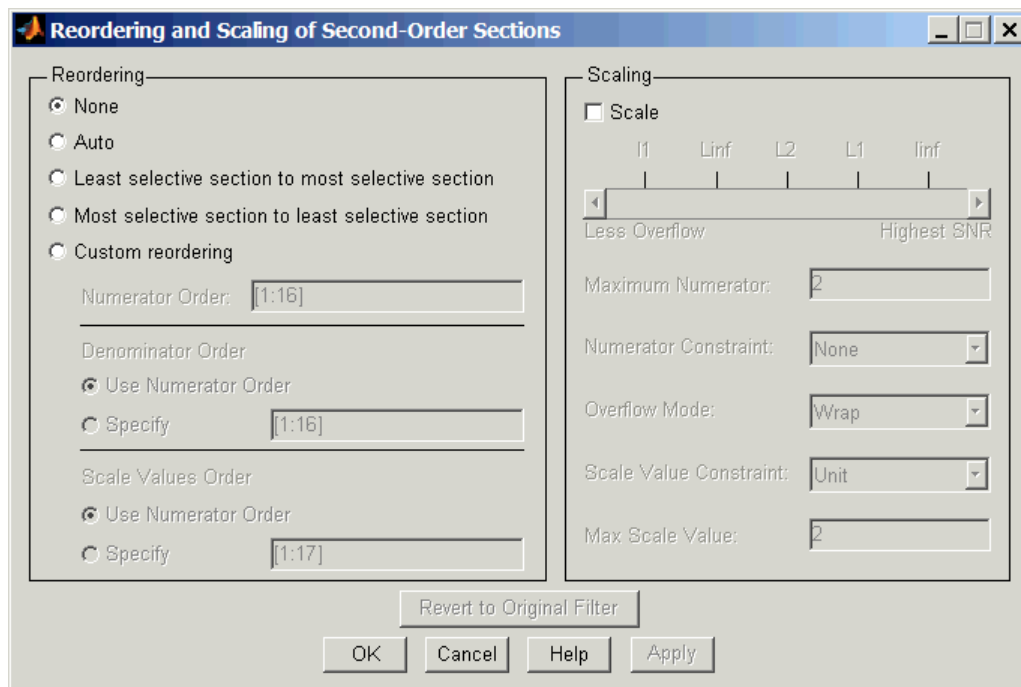 Reordering and Scaling of Second-Order Sections
Reordering
None
Auto
Least selective section to most selective section
Most selective section to least selective section
Custom reordering
Numerator Order: [1:16]
Denominator Order
Use Numerator Order
Specify [1:16]
Scale Values Order
Use Numerator Order
Specify [1:17]
Scaling
Scale
l1 Linf L2 L1 linf
Less Overflow Highest SNR
Maximum Numerator: 2
Numerator Constraint: None
Overflow Mode: Wrap
Scale Value Constraint: Unit
Max Scale Value: 2
Revert to Original Filter
OK Cancel Help Apply